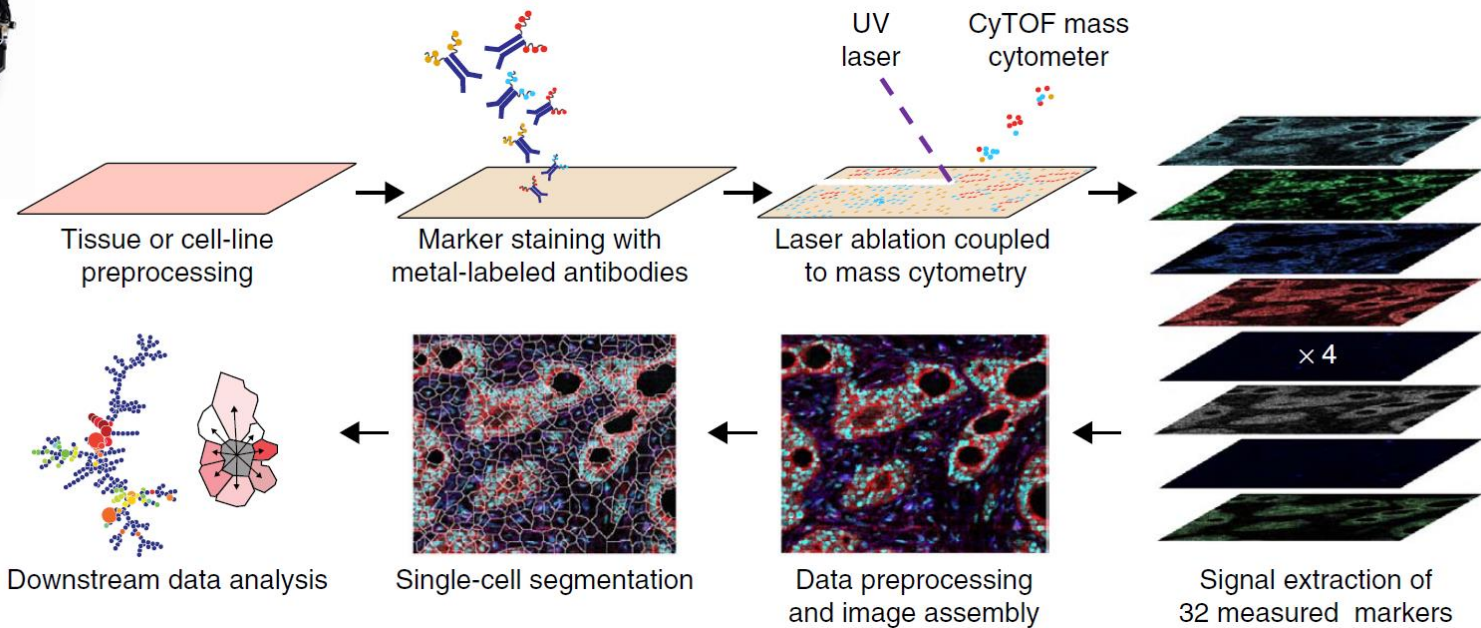 UV
laser
CyTOF mass
cytometer
Tissue or cell-line
preprocessing
Marker staining with
metal-labeled antibodies
Laser ablation coupled
to mass cytometry
× 4
Signal extraction of
32 measured markers
Data preprocessing
and image assembly
Single-cell segmentation
Downstream data analysis